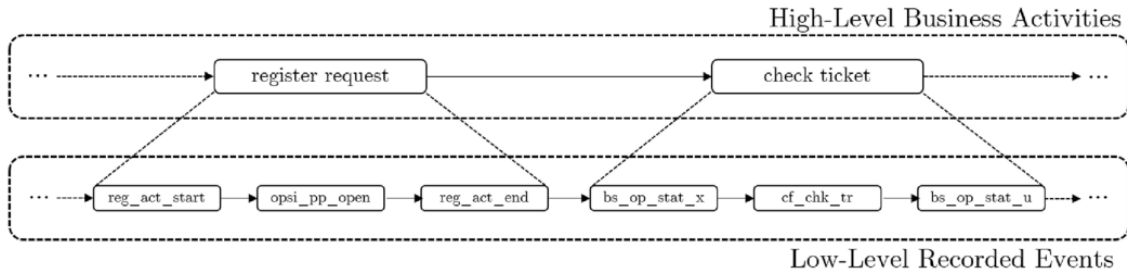 High-Level Business Activities
... register request check ticket ...
... reg_act_start opsi_pp_open reg_act_end bs_op_stat_x cf_chk_tr bs_op_stat_u ...
Low-Level Recorded Events